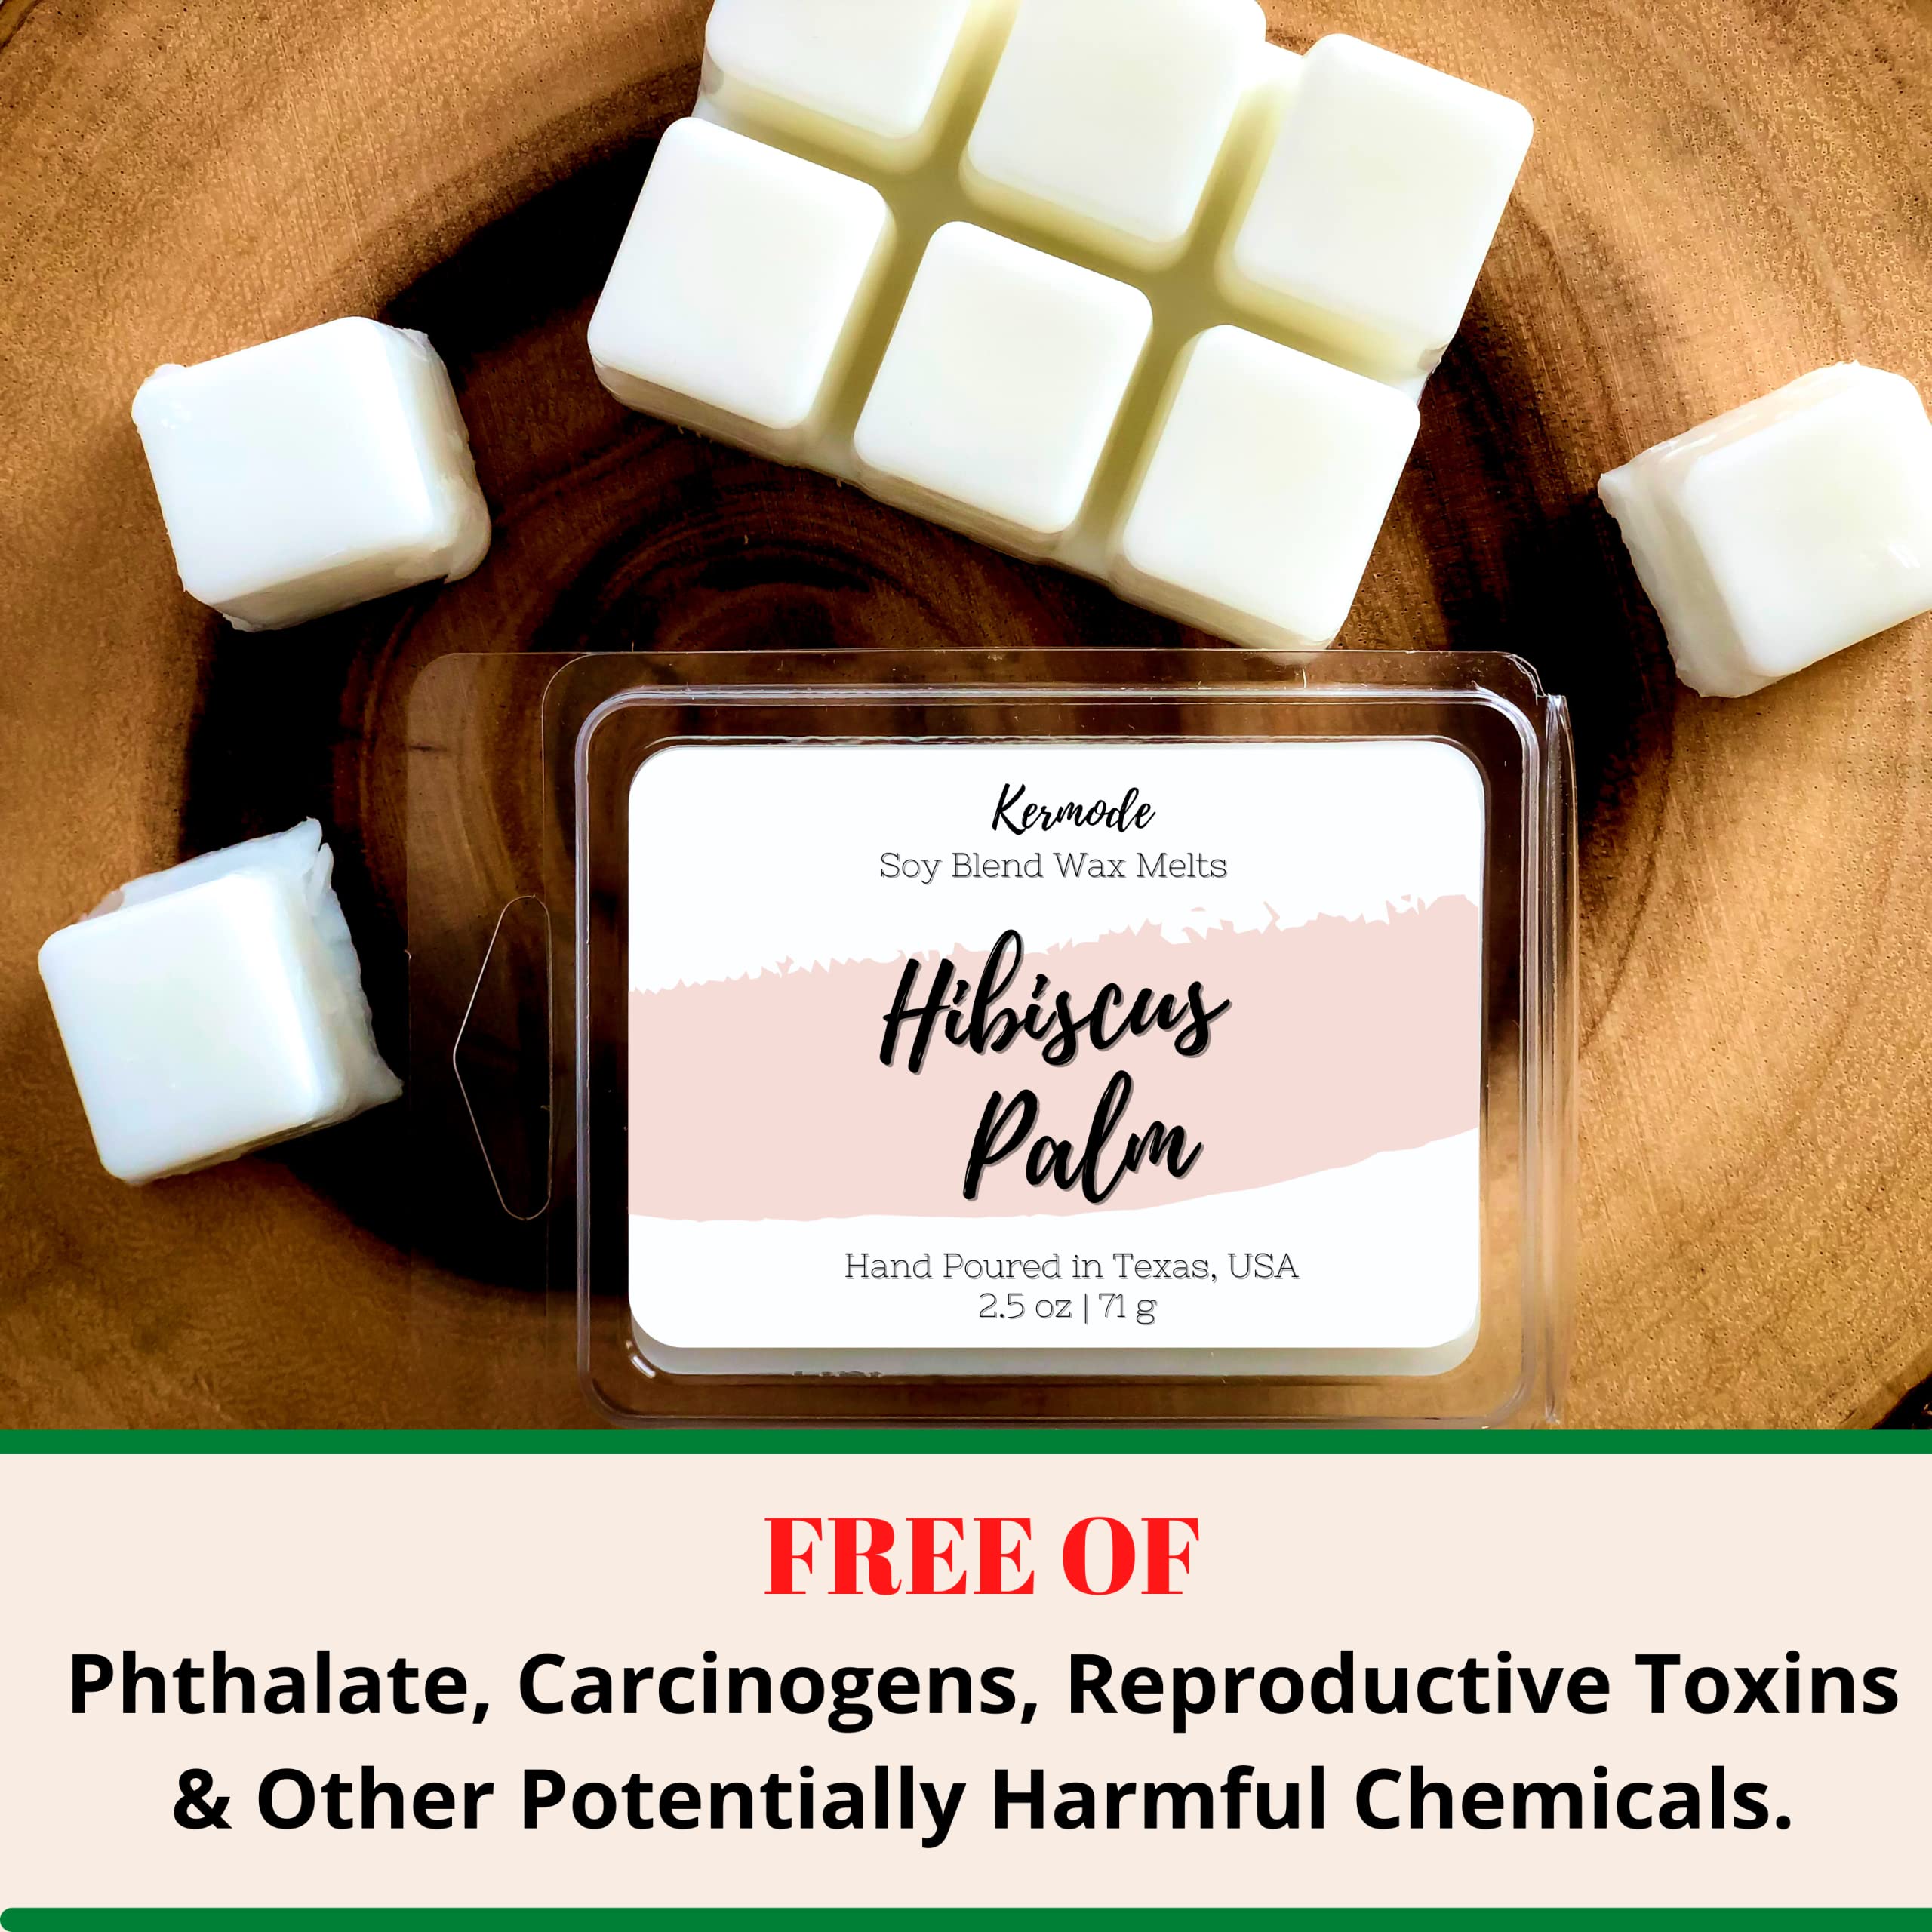 Kermode
Soy Blend Wax Melts
Hibiscus
Palm
Hand Poured in Texas, USA
2.5 oz | 71 g
FREE OF
Phthalate, Carcinogens, Reproductive Toxins
& Other Potentially Harmful Chemicals.